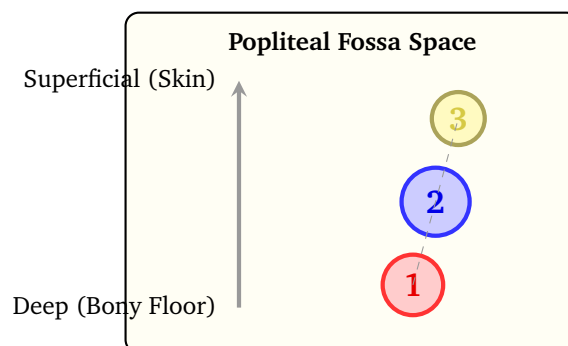 Popliteal Fossa Space
Superficial (Skin)
3
2
1
Deep (Bony Floor)